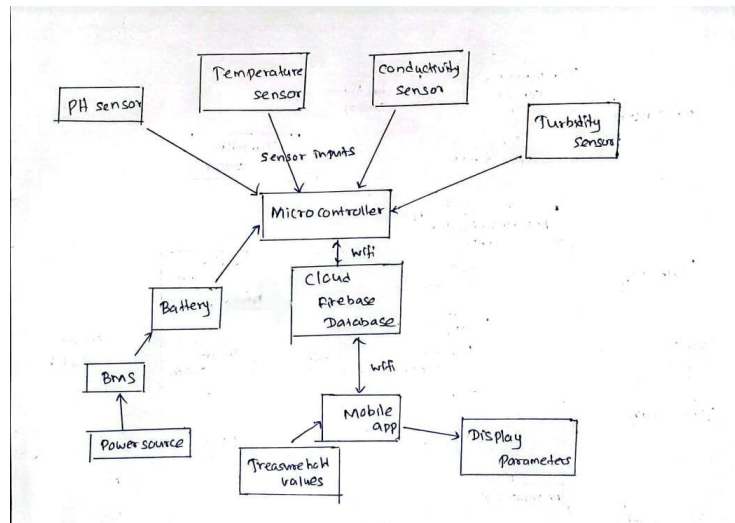 Temperature
sensor
Conductivity
sensor
PH sensor
Turbidity
Sensor
sensor inputs
Microcontroller
wifi
Cloud
Firebase
Database
Battery
wifi
BMS
Mobile
app
Power source
Display
Parameters
Treasurehold
values